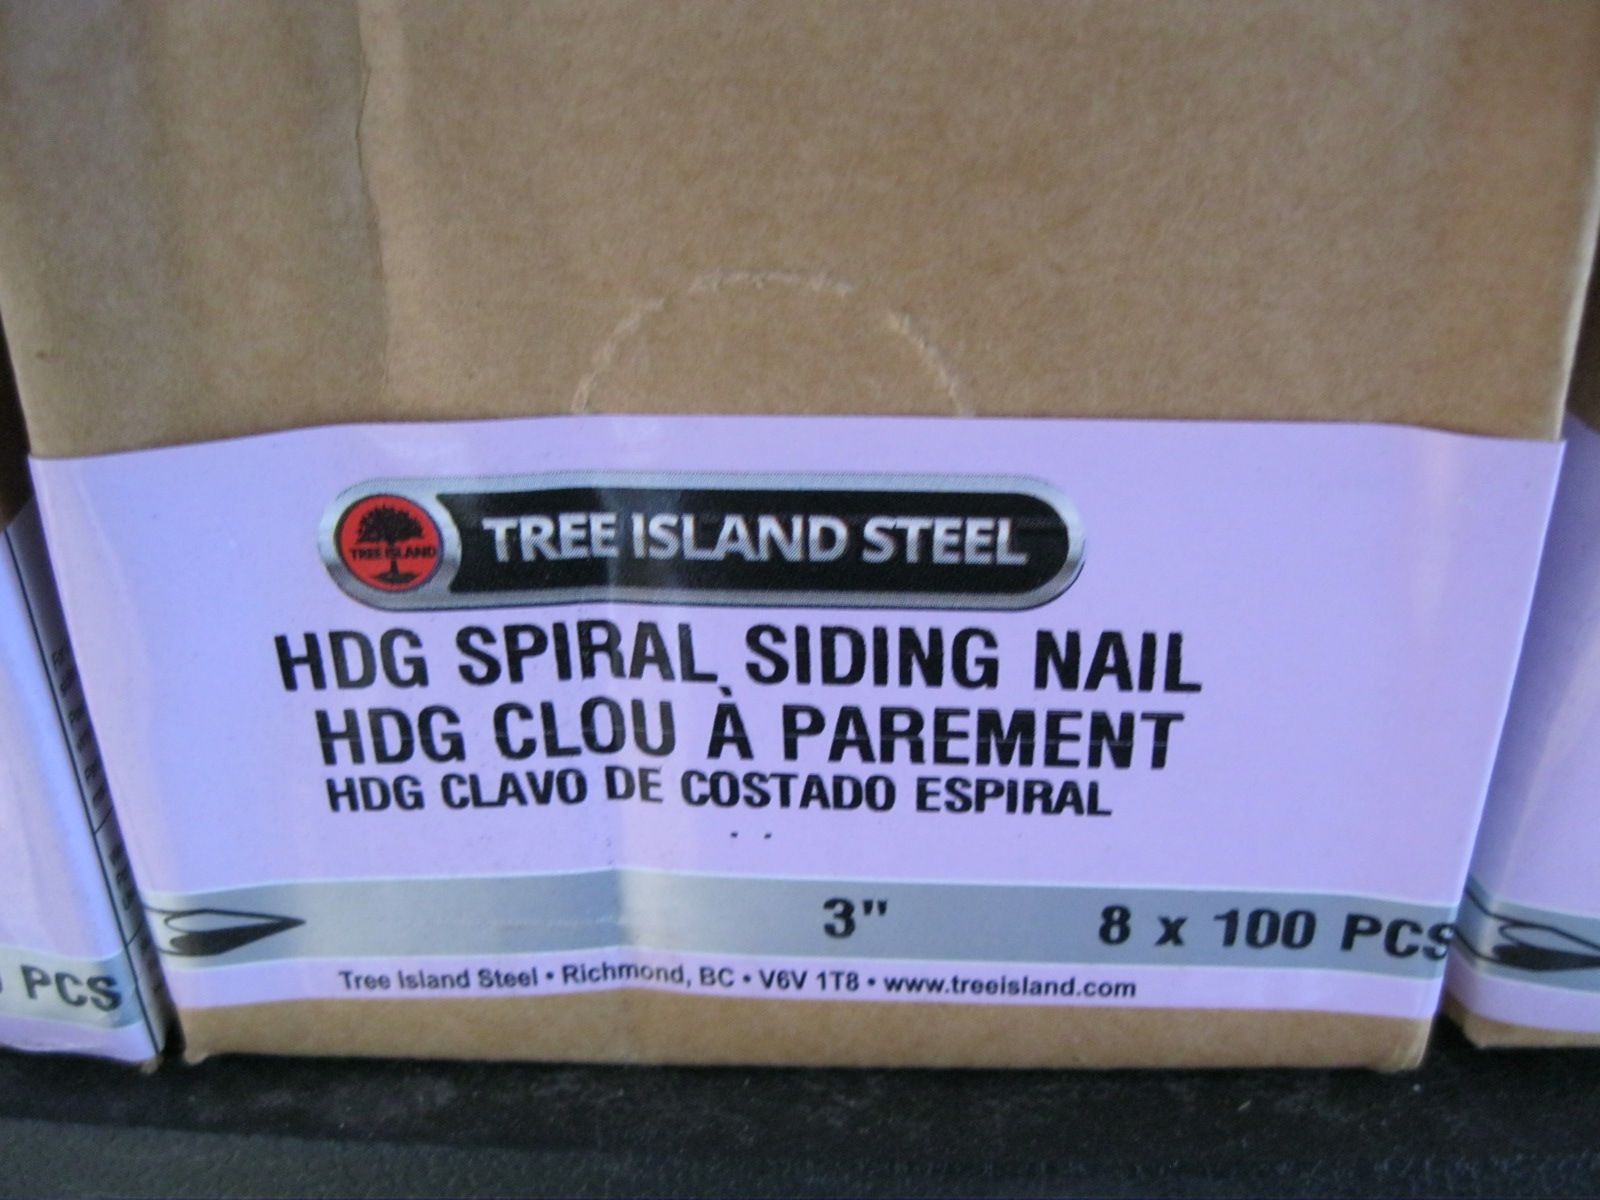 TREE ISLAND
TREE ISLAND STEEL
HDG SPIRAL SIDING NAIL
HDG CLOU À PAREMENT
HDG CLAVO DE COSTADO ESPIRAL
3" 8 x 100 PCS
Tree Island Steel • Richmond, BC • V6V 1T8 • www.treeisland.com
PCS